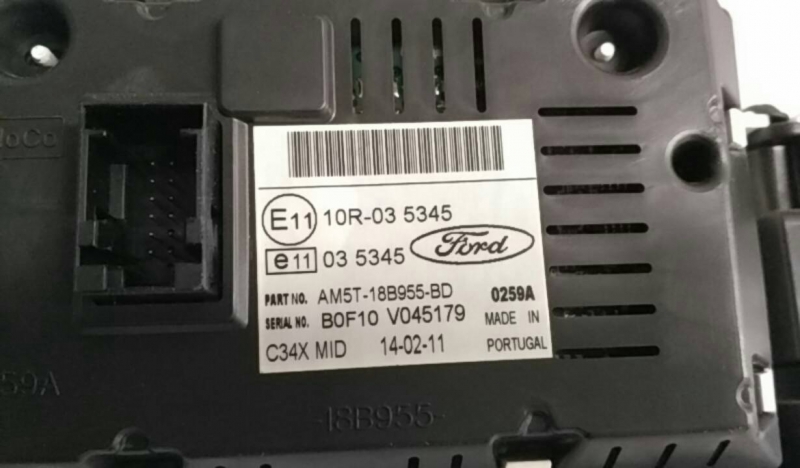 E11 10R-03 5345
e11 03 5345 Ford
PART NO. AM5T-18B955-BD 0259A
SERIAL NO. B0F10 V045179 MADE IN
C34X MID 14-02-11 PORTUGAL
-18B955-